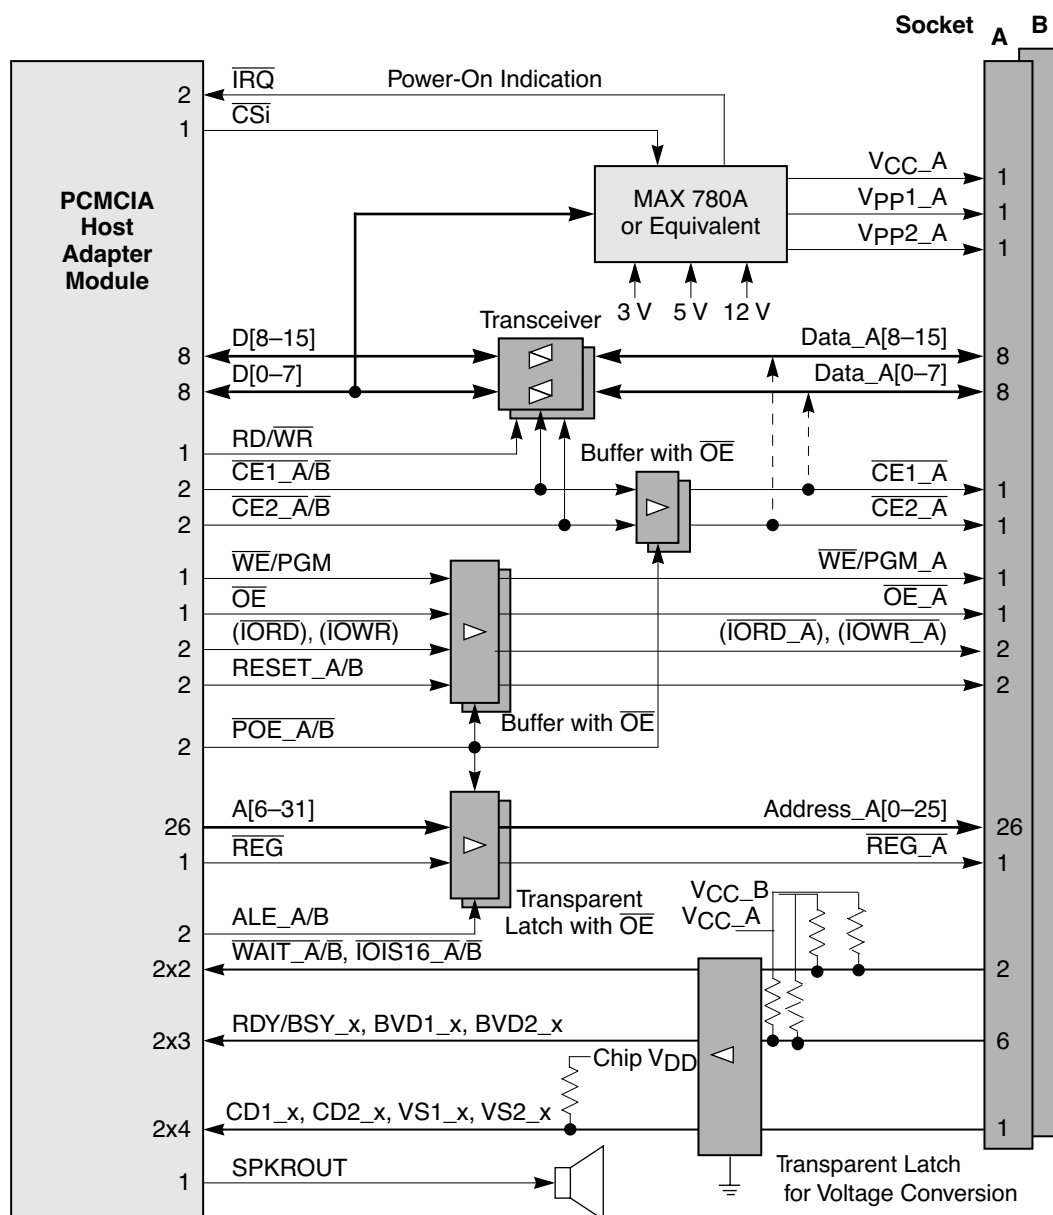 Socket A B
2 IRQ Power-On Indication
1 CSi
PCMCIA
Host
Adapter
Module
MAX 780A
or Equivalent
VCC_A 1
VPP1_A 1
VPP2_A 1
3 V 5 V 12 V
Transceiver
8 D[8–15] Data_A[8–15] 8
8 D[0–7] Data_A[0–7] 8
1 RD/WR
Buffer with OE
2 CE1_A/B CE1_A 1
2 CE2_A/B CE2_A 1
1 WE/PGM WE/PGM_A 1
1 OE OE_A 1
2 (IORD), (IOWR) (IORD_A), (IOWR_A) 2
2 RESET_A/B 2
Buffer with OE
2 POE_A/B
26 A[6–31] Address_A[0–25] 26
1 REG REG_A 1
Transparent
Latch with OE
VCC_B
VCC_A
2 ALE_A/B
2x2 WAIT_A/B, IOIS16_A/B 2
2x3 RDY/BSY_x, BVD1_x, BVD2_x 6
Chip VDD
2x4 CD1_x, CD2_x, VS1_x, VS2_x 1
1 SPKROUT
Transparent Latch
for Voltage Conversion